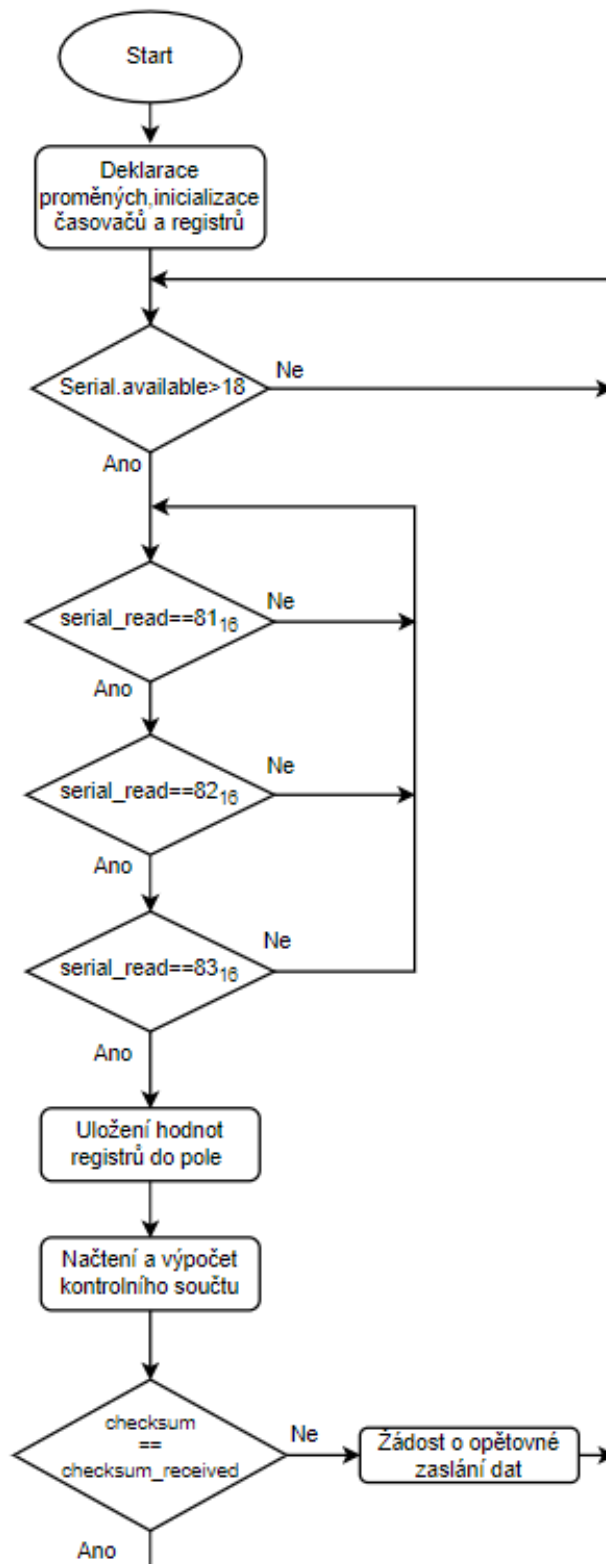 Start
Deklarace
proměných,inicializace
časovačů a registrů
Serial.available>18
Ne
Ano
serial_read==81₁₆
Ne
Ano
serial_read==82₁₆
Ne
Ano
serial_read==83₁₆
Ne
Ano
Uložení hodnot
registrů do pole
Načtení a výpočet
kontrolního součtu
checksum
==
checksum_received
Ne
Žádost o opětovné
zaslání dat
Ano